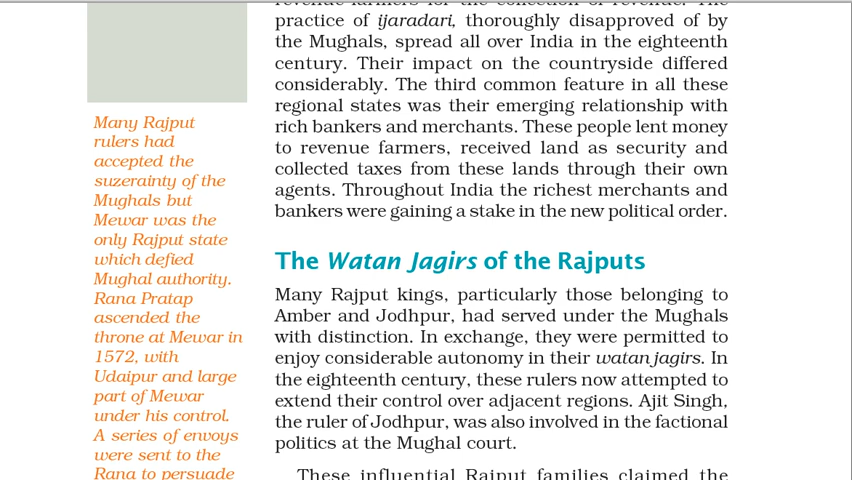 Many Rajput
rulers had
accepted the
suzerainty of the
Mughals but
Mewar was the
only Rajput state
which defied
Mughal authority.
Rana Pratap
ascended the
throne at Mewar in
1572, with
Udaipur and large
part of Mewar
under his control.
A series of envoys
were sent to the
Rana to persuade
revenue farmers for the collection of revenue. The
practice of ijaradari, thoroughly disapproved of by
the Mughals, spread all over India in the eighteenth
century. Their impact on the countryside differed
considerably. The third common feature in all these
regional states was their emerging relationship with
rich bankers and merchants. These people lent money
to revenue farmers, received land as security and
collected taxes from these lands through their own
agents. Throughout India the richest merchants and
bankers were gaining a stake in the new political order.
The Watan Jagirs of the Rajputs
Many Rajput kings, particularly those belonging to
Amber and Jodhpur, had served under the Mughals
with distinction. In exchange, they were permitted to
enjoy considerable autonomy in their watan jagirs. In
the eighteenth century, these rulers now attempted to
extend their control over adjacent regions. Ajit Singh,
the ruler of Jodhpur, was also involved in the factional
politics at the Mughal court.
These influential Rajput families claimed the